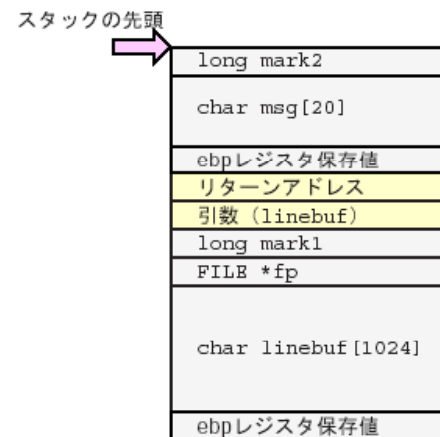 スタックの先頭
long mark2
char msg[20]
ebpレジスタ保存値
リターンアドレス
引数（linebuf）
long mark1
FILE *fp
char linebuf[1024]
ebpレジスタ保存値